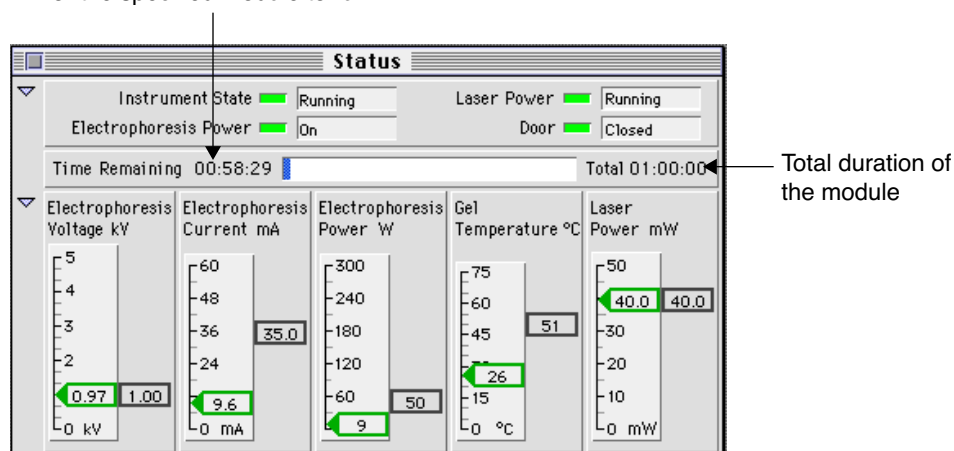 Status
Instrument State Running
Laser Power Running
Electrophoresis Power On
Door Closed
Time Remaining 00:58:29
Total 01:00:00
Total duration of
the module
Electrophoresis
Voltage kV
5
4
3
2
0.97 1.00
0 kV
Electrophoresis
Current mA
60
48
36
35.0
24
9.6
0 mA
Electrophoresis
Power W
300
240
180
120
60
50
9
0
Gel
Temperature °C
75
60
51
45
26
15
0 °C
Laser
Power mW
50
40.0 40.0
30
20
10
0 mW